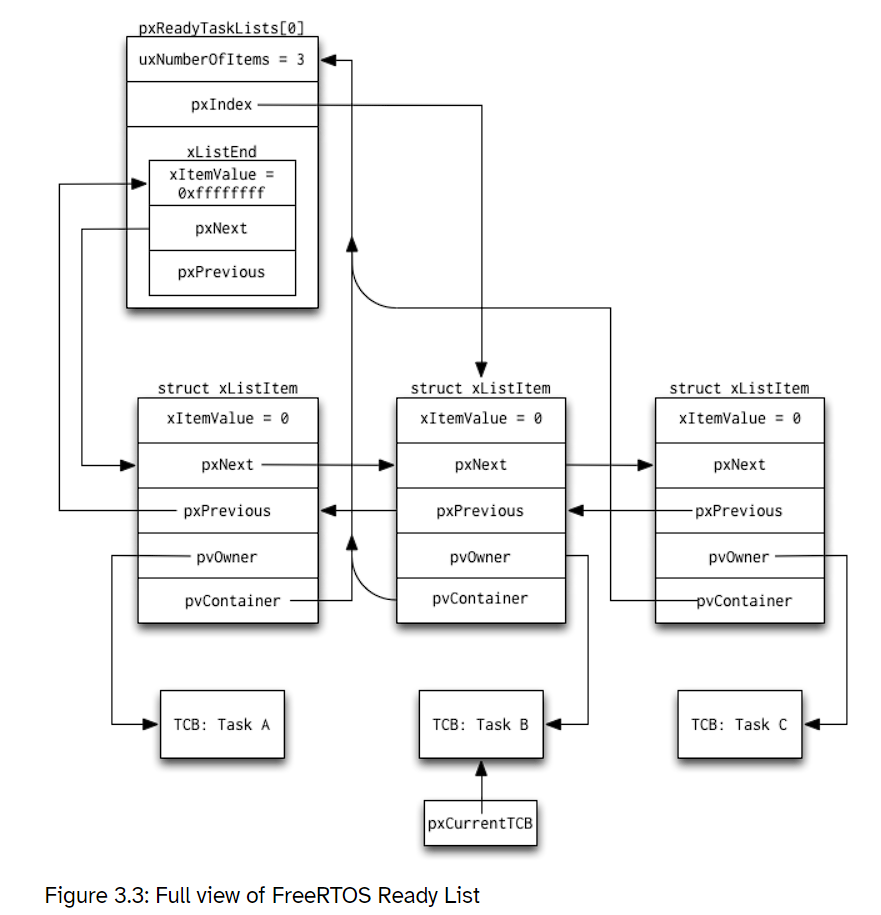 pxReadyTaskLists[0]
uxNumberOfItems = 3
pxIndex
xListEnd
xItemValue =
0xffffffff
pxNext
pxPrevious
struct xListItem
xItemValue = 0
pxNext
pxPrevious
pvOwner
pvContainer
struct xListItem
xItemValue = 0
pxNext
pxPrevious
pvOwner
pvContainer
struct xListItem
xItemValue = 0
pxNext
pxPrevious
pvOwner
pvContainer
TCB: Task A
TCB: Task B
TCB: Task C
pxCurrentTCB
Figure 3.3: Full view of FreeRTOS Ready List